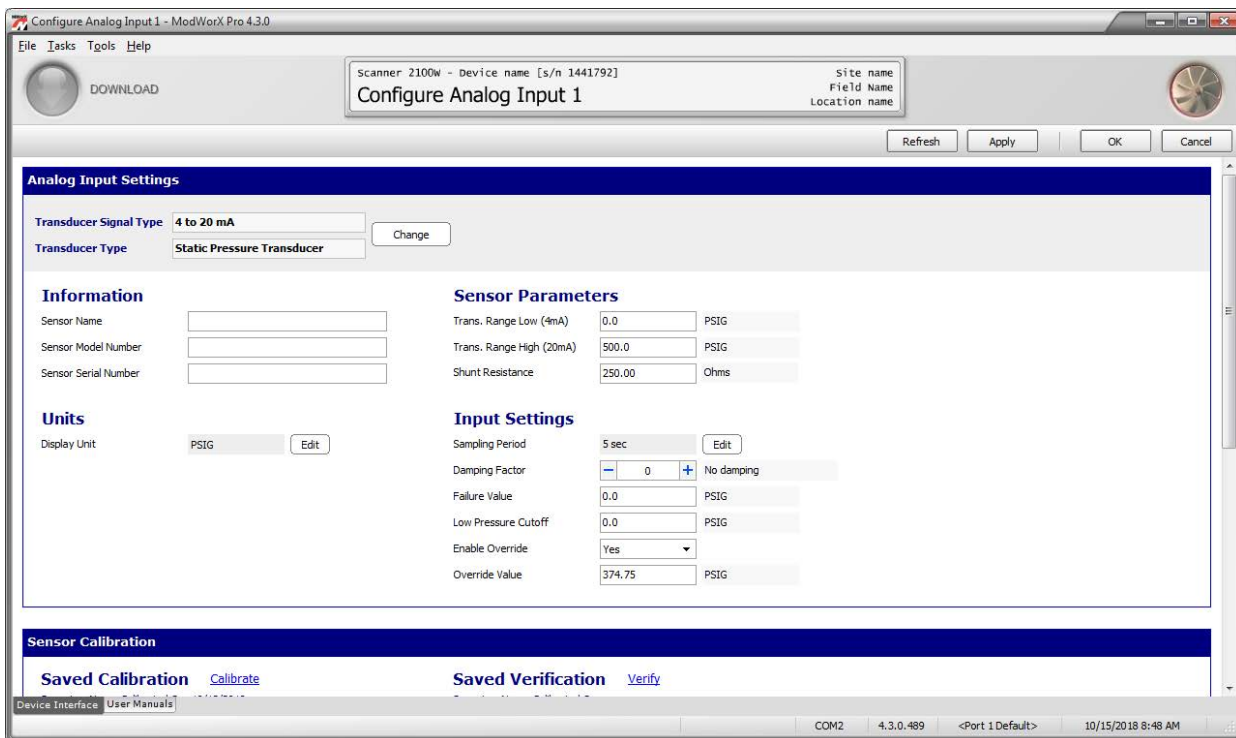 Configure Analog Input 1 - ModWorX Pro 4.3.0
File Tasks Tools Help
DOWNLOAD
Scanner 2100W - Device name [s/n 1441792]
Configure Analog Input 1
Site name
Field Name
Location name
Refresh Apply OK Cancel
Analog Input Settings
Transducer Signal Type 4 to 20 mA
Transducer Type Static Pressure Transducer
Change
Information
Sensor Name
Sensor Model Number
Sensor Serial Number
Sensor Parameters
Trans. Range Low (4mA) 0.0 PSIG
Trans. Range High (20mA) 500.0 PSIG
Shunt Resistance 250.00 Ohms
Units
Display Unit PSIG Edit
Input Settings
Sampling Period 5 sec Edit
Damping Factor − 0 + No damping
Failure Value 0.0 PSIG
Low Pressure Cutoff 0.0 PSIG
Enable Override Yes
Override Value 374.75 PSIG
Sensor Calibration
Saved Calibration Calibrate
Saved Verification Verify
Device Interface User Manuals
COM2 4.3.0.489 <Port 1 Default> 10/15/2018 8:48 AM